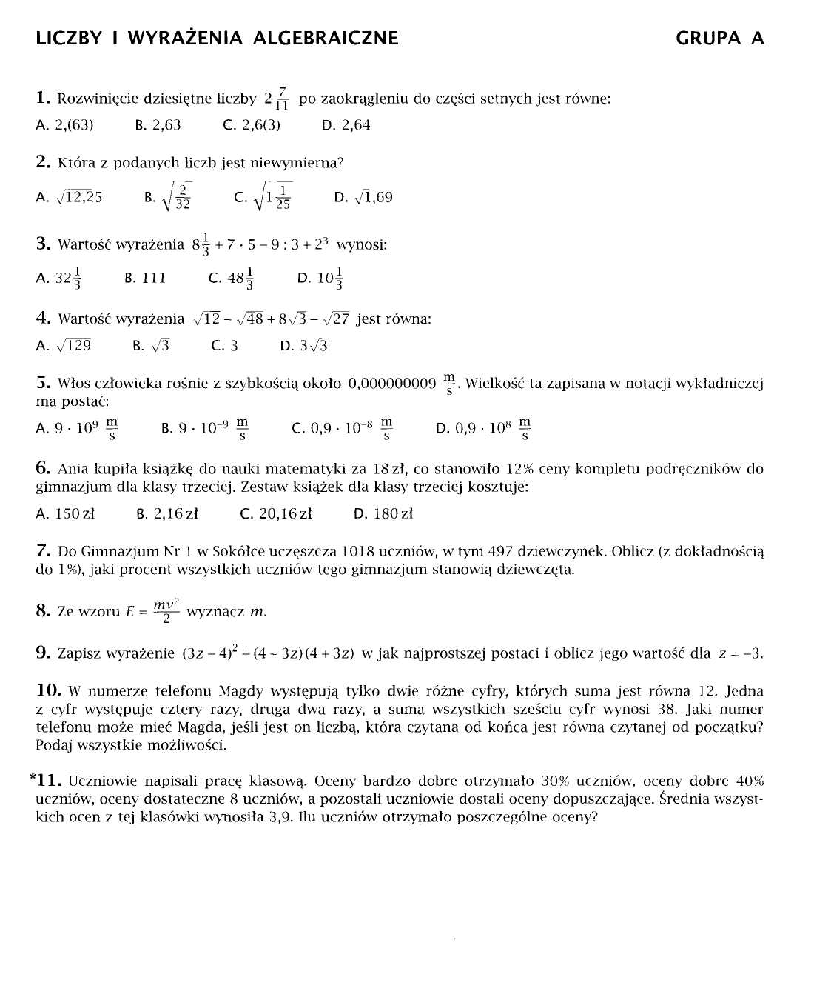 LICZBY I WYRAŻENIA ALGEBRAICZNE GRUPA A
1. Rozwinięcie dziesiętne liczby 2 7/11 po zaokrągleniu do części setnych jest równe:
A. 2,(63) B. 2,63 C. 2,6(3) D. 2,64
2. Która z podanych liczb jest niewymierna?
A. √12,25 B. √(2/32) C. √(1 1/25) D. √1,69
3. Wartość wyrażenia 8 1/3 + 7 · 5 – 9 : 3 + 2³ wynosi:
A. 32 1/3 B. 111 C. 48 1/3 D. 10 1/3
4. Wartość wyrażenia √12 – √48 + 8√3 – √27 jest równa:
A. √129 B. √3 C. 3 D. 3√3
5. Włos człowieka rośnie z szybkością około 0,000000009 m/s. Wielkość ta zapisana w notacji wykładniczej
ma postać:
A. 9 · 10⁹ m/s B. 9 · 10⁻⁹ m/s C. 0,9 · 10⁻⁸ m/s D. 0,9 · 10⁸ m/s
6. Ania kupiła książkę do nauki matematyki za 18 zł, co stanowiło 12% ceny kompletu podręczników do
gimnazjum dla klasy trzeciej. Zestaw książek dla klasy trzeciej kosztuje:
A. 150 zł B. 2,16 zł C. 20,16 zł D. 180 zł
7. Do Gimnazjum Nr 1 w Sokółce uczęszcza 1018 uczniów, w tym 497 dziewczynek. Oblicz (z dokładnością
do 1%), jaki procent wszystkich uczniów tego gimnazjum stanowią dziewczęta.
8. Ze wzoru E = mv²/2 wyznacz m.
9. Zapisz wyrażenie (3z – 4)² + (4 – 3z)(4 + 3z) w jak najprostszej postaci i oblicz jego wartość dla z = –3.
10. W numerze telefonu Magdy występują tylko dwie różne cyfry, których suma jest równa 12. Jedna
z cyfr występuje cztery razy, druga dwa razy, a suma wszystkich sześciu cyfr wynosi 38. Jaki numer
telefonu może mieć Magda, jeśli jest on liczbą, która czytana od końca jest równa czytanej od początku?
Podaj wszystkie możliwości.
*11. Uczniowie napisali pracę klasową. Oceny bardzo dobre otrzymało 30% uczniów, oceny dobre 40%
uczniów, oceny dostateczne 8 uczniów, a pozostali uczniowie dostali oceny dopuszczające. Średnia wszyst-
kich ocen z tej klasówki wynosiła 3,9. Ilu uczniów otrzymało poszczególne oceny?